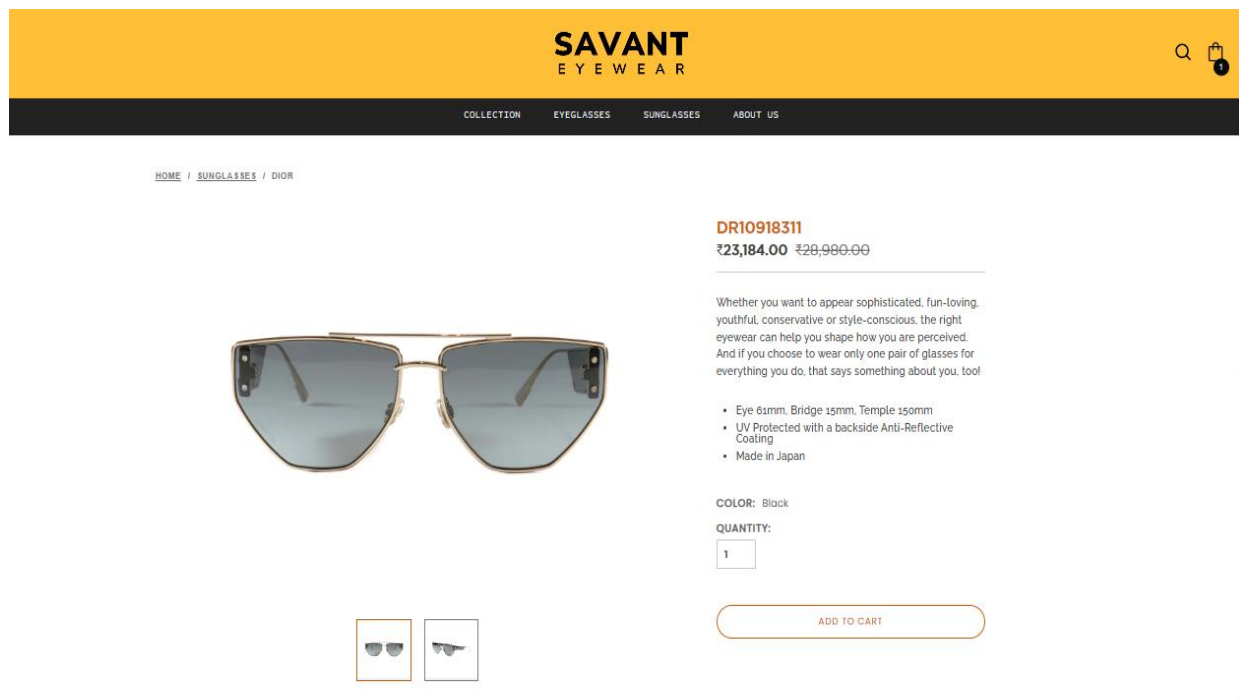 SAVANT
EYEWEAR
1
COLLECTION EYEGLASSES SUNGLASSES ABOUT US
HOME / SUNGLASSES / DIOR
DR10918311
₹23,184.00 ₹28,980.00
Whether you want to appear sophisticated, fun-loving,
youthful, conservative or style-conscious, the right
eyewear can help you shape how you are perceived.
And if you choose to wear only one pair of glasses for
everything you do, that says something about you, too!
• Eye 61mm, Bridge 15mm, Temple 150mm
• UV Protected with a backside Anti-Reflective
Coating
• Made in Japan
COLOR: Black
QUANTITY:
1
ADD TO CART